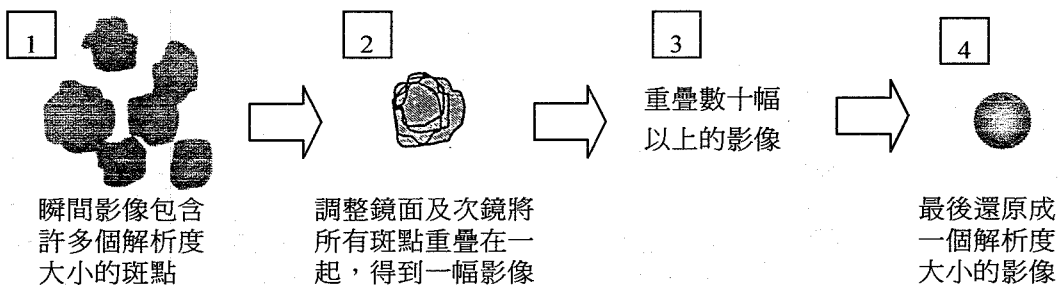 1
瞬間影像包含
許多個解析度
大小的斑點
2
調整鏡面及次鏡將
所有斑點重疊在一
起，得到一幅影像
3
重疊數十幅
以上的影像
4
最後還原成
一個解析度
大小的影像